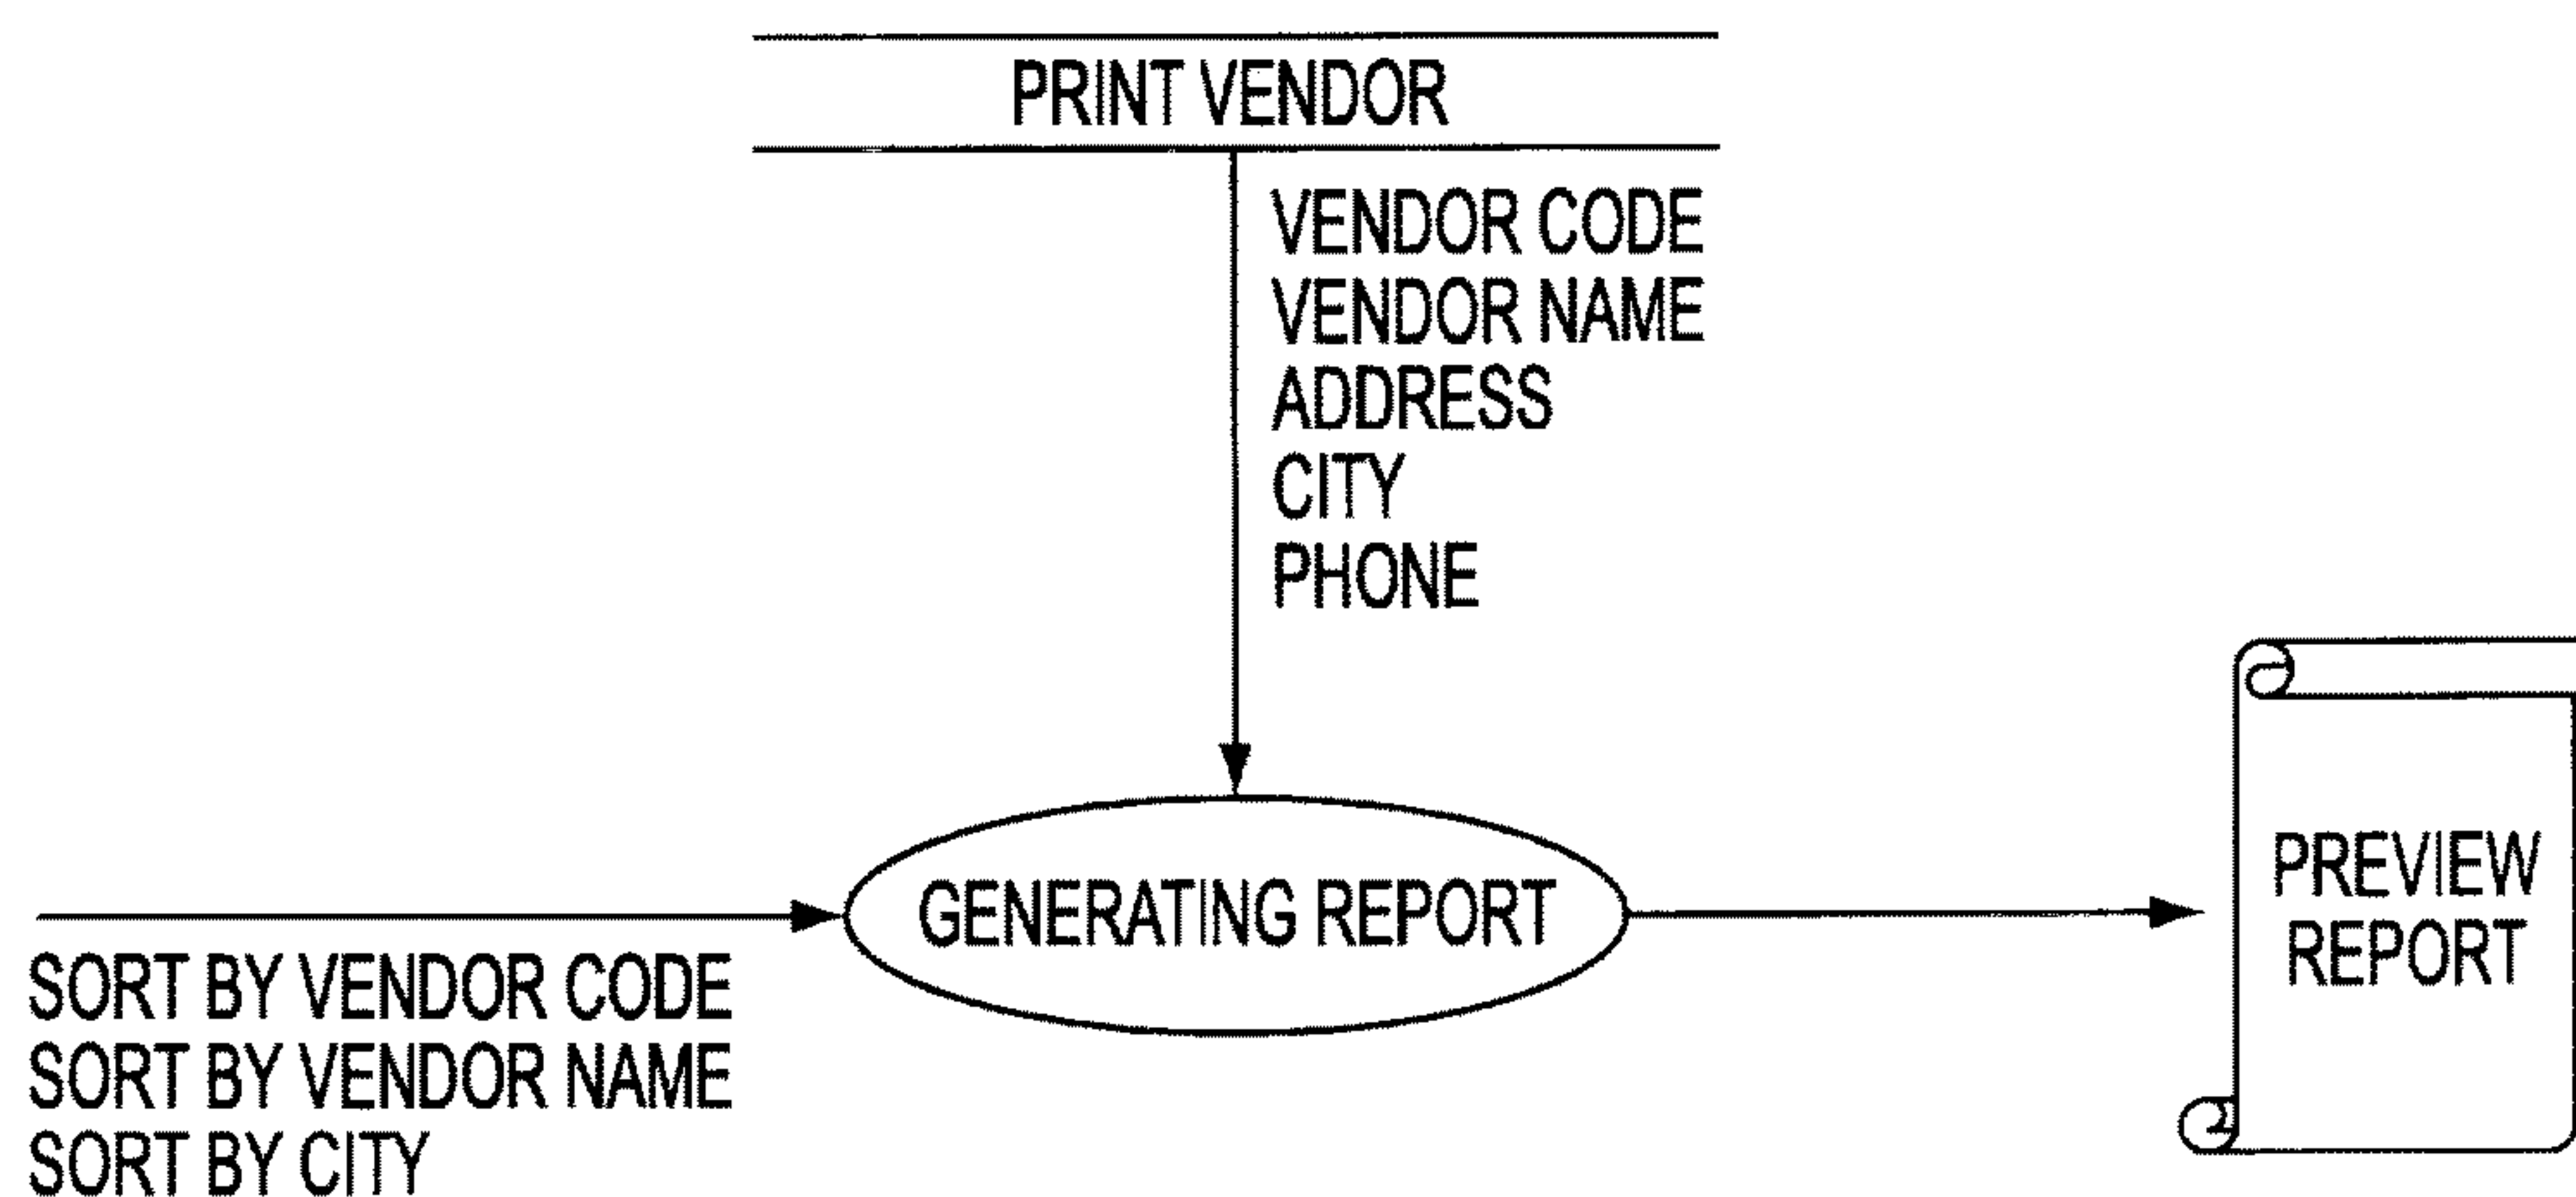 PRINT VENDOR
VENDOR CODE
VENDOR NAME
ADDRESS
CITY
PHONE
GENERATING REPORT
SORT BY VENDOR CODE
SORT BY VENDOR NAME
SORT BY CITY
PREVIEW
REPORT